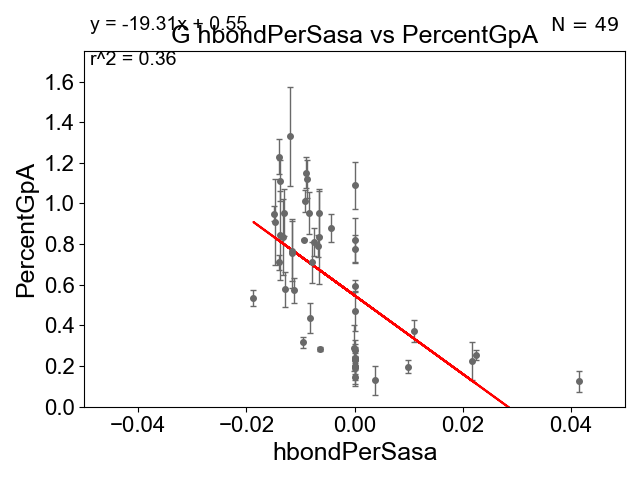 y = -19.31x + 0.55
N = 49
G hbondPerSasa vs PercentGpA
r^2 = 0.36
PercentGpA
1.6
1.4
1.2
1.0
0.8
0.6
0.4
0.2
0.0
−0.04 −0.02 0.00 0.02 0.04
hbondPerSasa